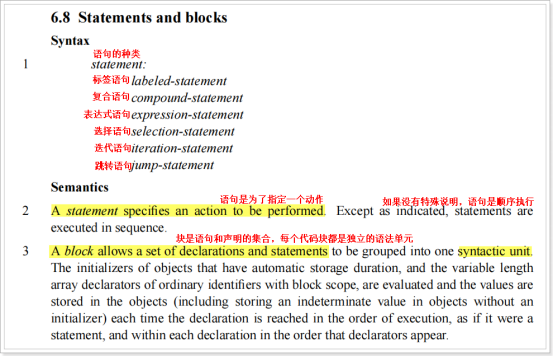 6.8 Statements and blocks
Syntax
语句的种类
1 statement:
标签语句 labeled-statement
复合语句 compound-statement
表达式语句 expression-statement
选择语句 selection-statement
迭代语句 iteration-statement
跳转语句 jump-statement
Semantics
语句是为了指定一个动作 如果没有特殊说明，语句是顺序执行
2 A statement specifies an action to be performed. Except as indicated, statements are
executed in sequence.
块是语句和声明的集合，每个代码块都是独立的语法单元
3 A block allows a set of declarations and statements to be grouped into one syntactic unit.
The initializers of objects that have automatic storage duration, and the variable length
array declarators of ordinary identifiers with block scope, are evaluated and the values are
stored in the objects (including storing an indeterminate value in objects without an
initializer) each time the declaration is reached in the order of execution, as if it were a
statement, and within each declaration in the order that declarators appear.